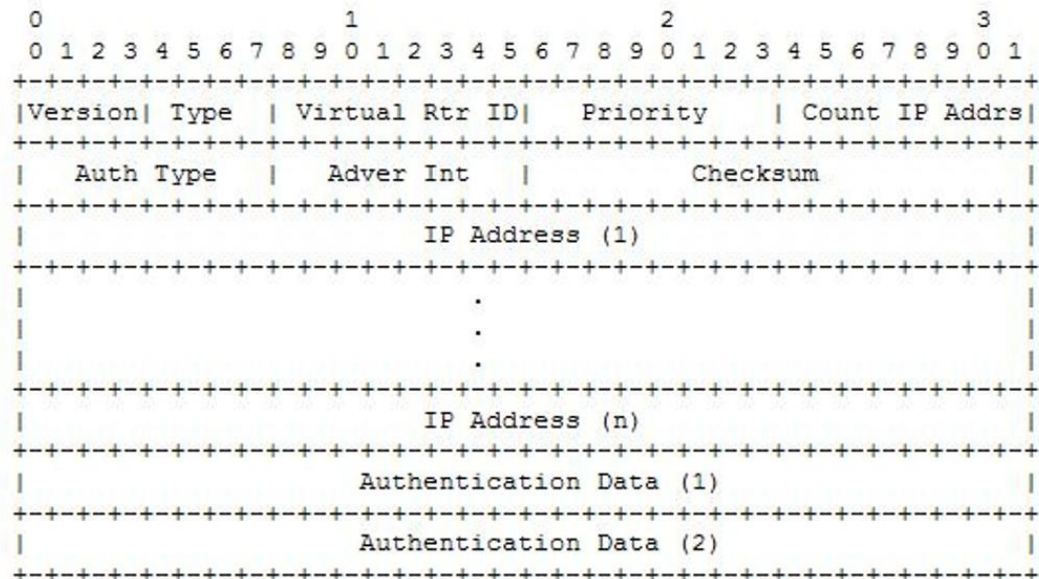 0                   1                   2                   3
0 1 2 3 4 5 6 7 8 9 0 1 2 3 4 5 6 7 8 9 0 1 2 3 4 5 6 7 8 9 0 1
+-+-+-+-+-+-+-+-+-+-+-+-+-+-+-+-+-+-+-+-+-+-+-+-+-+-+-+-+-+-+-+-+
|Version| Type  | Virtual Rtr ID|   Priority    | Count IP Addrs|
+-+-+-+-+-+-+-+-+-+-+-+-+-+-+-+-+-+-+-+-+-+-+-+-+-+-+-+-+-+-+-+-+
|   Auth Type   |   Adver Int   |          Checksum             |
+-+-+-+-+-+-+-+-+-+-+-+-+-+-+-+-+-+-+-+-+-+-+-+-+-+-+-+-+-+-+-+-+
|                         IP Address (1)                        |
+-+-+-+-+-+-+-+-+-+-+-+-+-+-+-+-+-+-+-+-+-+-+-+-+-+-+-+-+-+-+-+-+
|                            .                                  |
|                            .                                  |
|                            .                                  |
+-+-+-+-+-+-+-+-+-+-+-+-+-+-+-+-+-+-+-+-+-+-+-+-+-+-+-+-+-+-+-+-+
|                         IP Address (n)                        |
+-+-+-+-+-+-+-+-+-+-+-+-+-+-+-+-+-+-+-+-+-+-+-+-+-+-+-+-+-+-+-+-+
|                     Authentication Data (1)                   |
+-+-+-+-+-+-+-+-+-+-+-+-+-+-+-+-+-+-+-+-+-+-+-+-+-+-+-+-+-+-+-+-+
|                     Authentication Data (2)                   |
+-+-+-+-+-+-+-+-+-+-+-+-+-+-+-+-+-+-+-+-+-+-+-+-+-+-+-+-+-+-+-+-+